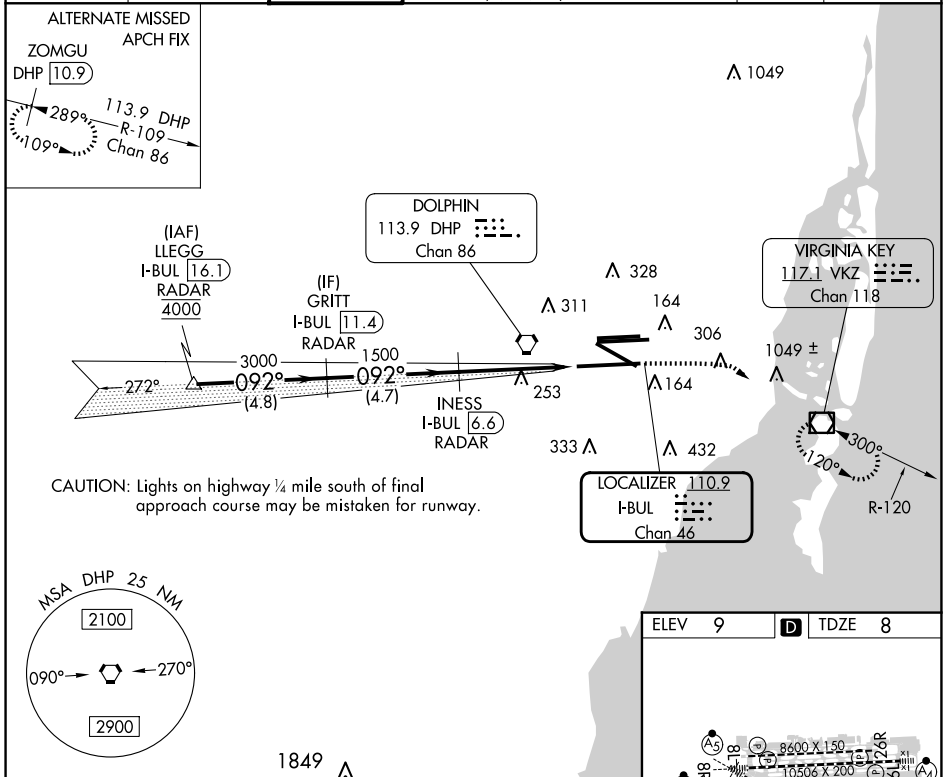 ALTERNATE MISSED
APCH FIX
ZOMGU
DHP 10.9
289°
109°
113.9 DHP
R-109
Chan 86
1049
DOLPHIN
113.9 DHP
Chan 86
(IAF)
LLEGG
I-BUL 16.1
RADAR
4000
(IF)
GRITT
I-BUL 11.4
RADAR
VIRGINIA KEY
117.1 VKZ
Chan 118
328
311
164
306
1049 ±
3000
1500
272°
092°
092°
(4.8)
(4.7)
253
164
INESS
I-BUL 6.6
RADAR
333
432
300°
120°
R-120
LOCALIZER 110.9
I-BUL
Chan 46
CAUTION: Lights on highway ¼ mile south of final
approach course may be mistaken for runway.
MSA DHP 25 NM
2100
090°
270°
2900
1849
ELEV 9
D
TDZE 8
A5
8L
P
8600 X 150
26R
8R
10506 X 200
P
P